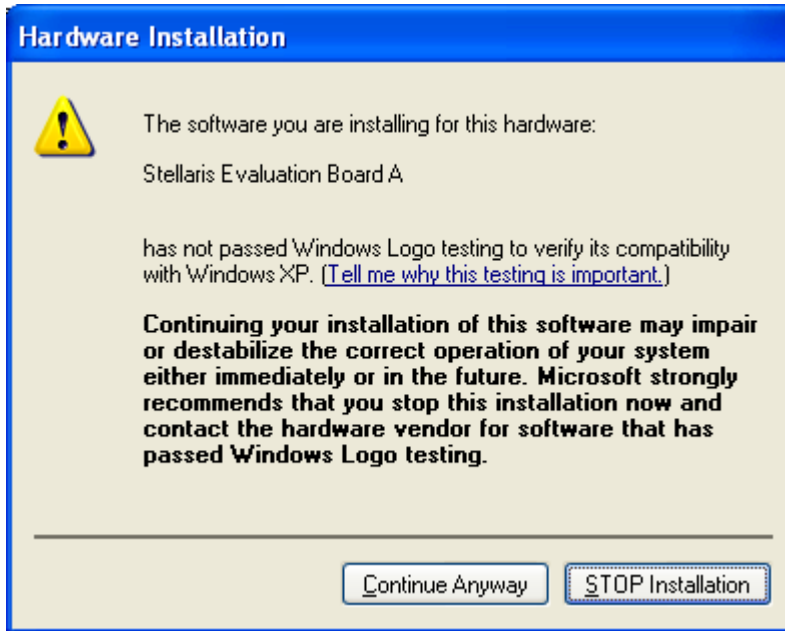 Hardware Installation
The software you are installing for this hardware:
Stellaris Evaluation Board A
has not passed Windows Logo testing to verify its compatibility
with Windows XP. (Tell me why this testing is important.)
Continuing your installation of this software may impair
or destabilize the correct operation of your system
either immediately or in the future. Microsoft strongly
recommends that you stop this installation now and
contact the hardware vendor for software that has
passed Windows Logo testing.
Continue Anyway
STOP Installation